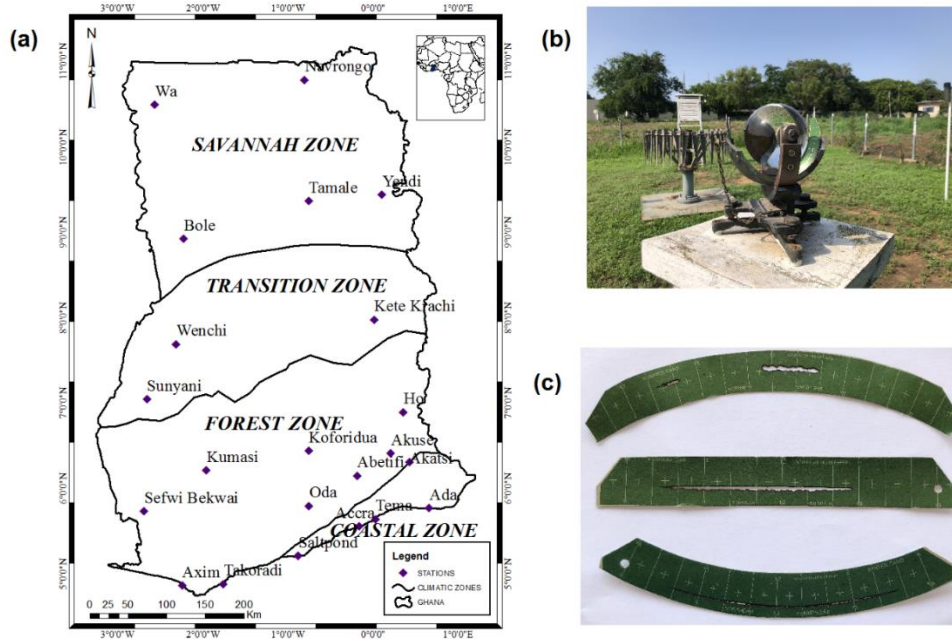 (a)
N
3°0'0"W 2°0'0"W 1°0'0"W 0°0'0" 1°0'0"E
11°0'0"N
10°0'0"N
9°0'0"N
8°0'0"N
7°0'0"N
6°0'0"N
5°0'0"N
Navrongo
Wa
SAVANNAH ZONE
Tamale
Yendi
Bole
TRANSITION ZONE
Kete Krachi
Wenchi
Sunyani
Ho
FOREST ZONE
Koforidua
Akuse
Kumasi
Abetifi
Akatsi
Sefwi Bekwai
Oda
Ada
Accra
Tema
COASTAL ZONE
Saltpond
Axim
Takoradi
Legend
STATIONS
CLIMATIC ZONES
GHANA
0 25 50 100 150 200
Km
3°0'0"W 2°0'0"W 1°0'0"W 0°0'0"E 1°0'0"E
(b)
(c)